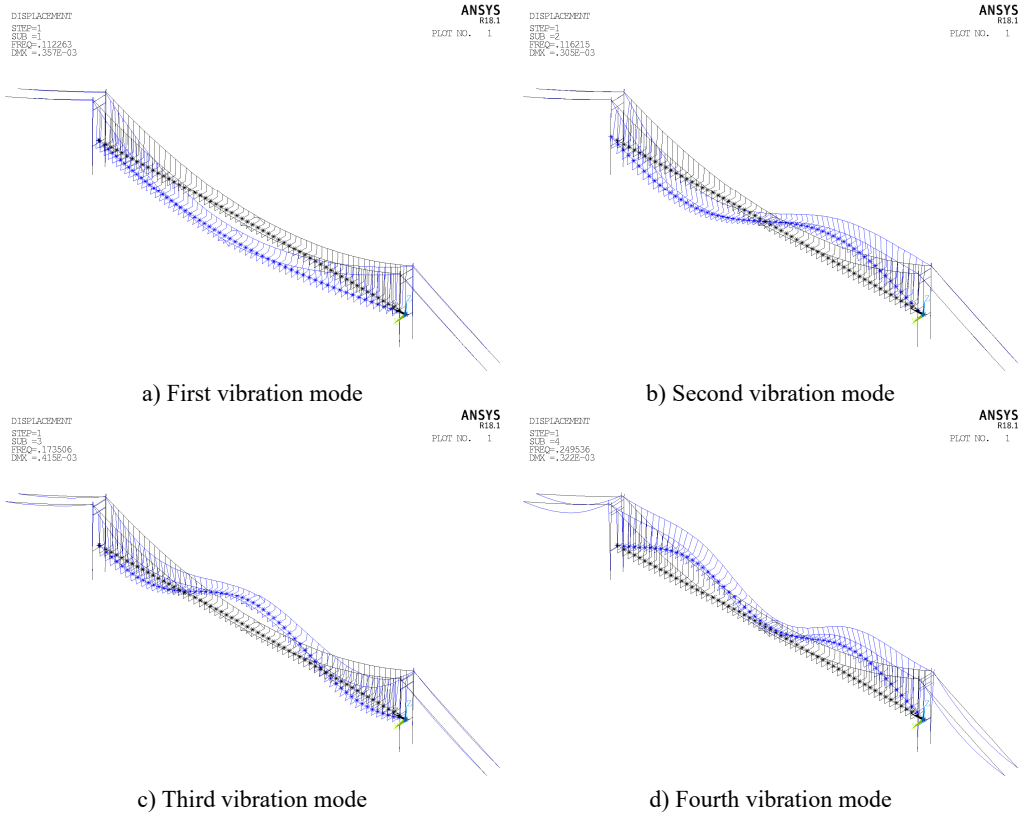 DISPLACEMENT
STEP=1
SUB =1
FREQ=.112263
DMX =.357E-03
ANSYS
R18.1
PLOT NO. 1
a) First vibration mode
DISPLACEMENT
STEP=1
SUB =2
FREQ=.116215
DMX =.305E-03
ANSYS
R18.1
PLOT NO. 1
b) Second vibration mode
DISPLACEMENT
STEP=1
SUB =3
FREQ=.173506
DMX =.415E-03
ANSYS
R18.1
PLOT NO. 1
c) Third vibration mode
DISPLACEMENT
STEP=1
SUB =4
FREQ=.249536
DMX =.322E-03
ANSYS
R18.1
PLOT NO. 1
d) Fourth vibration mode